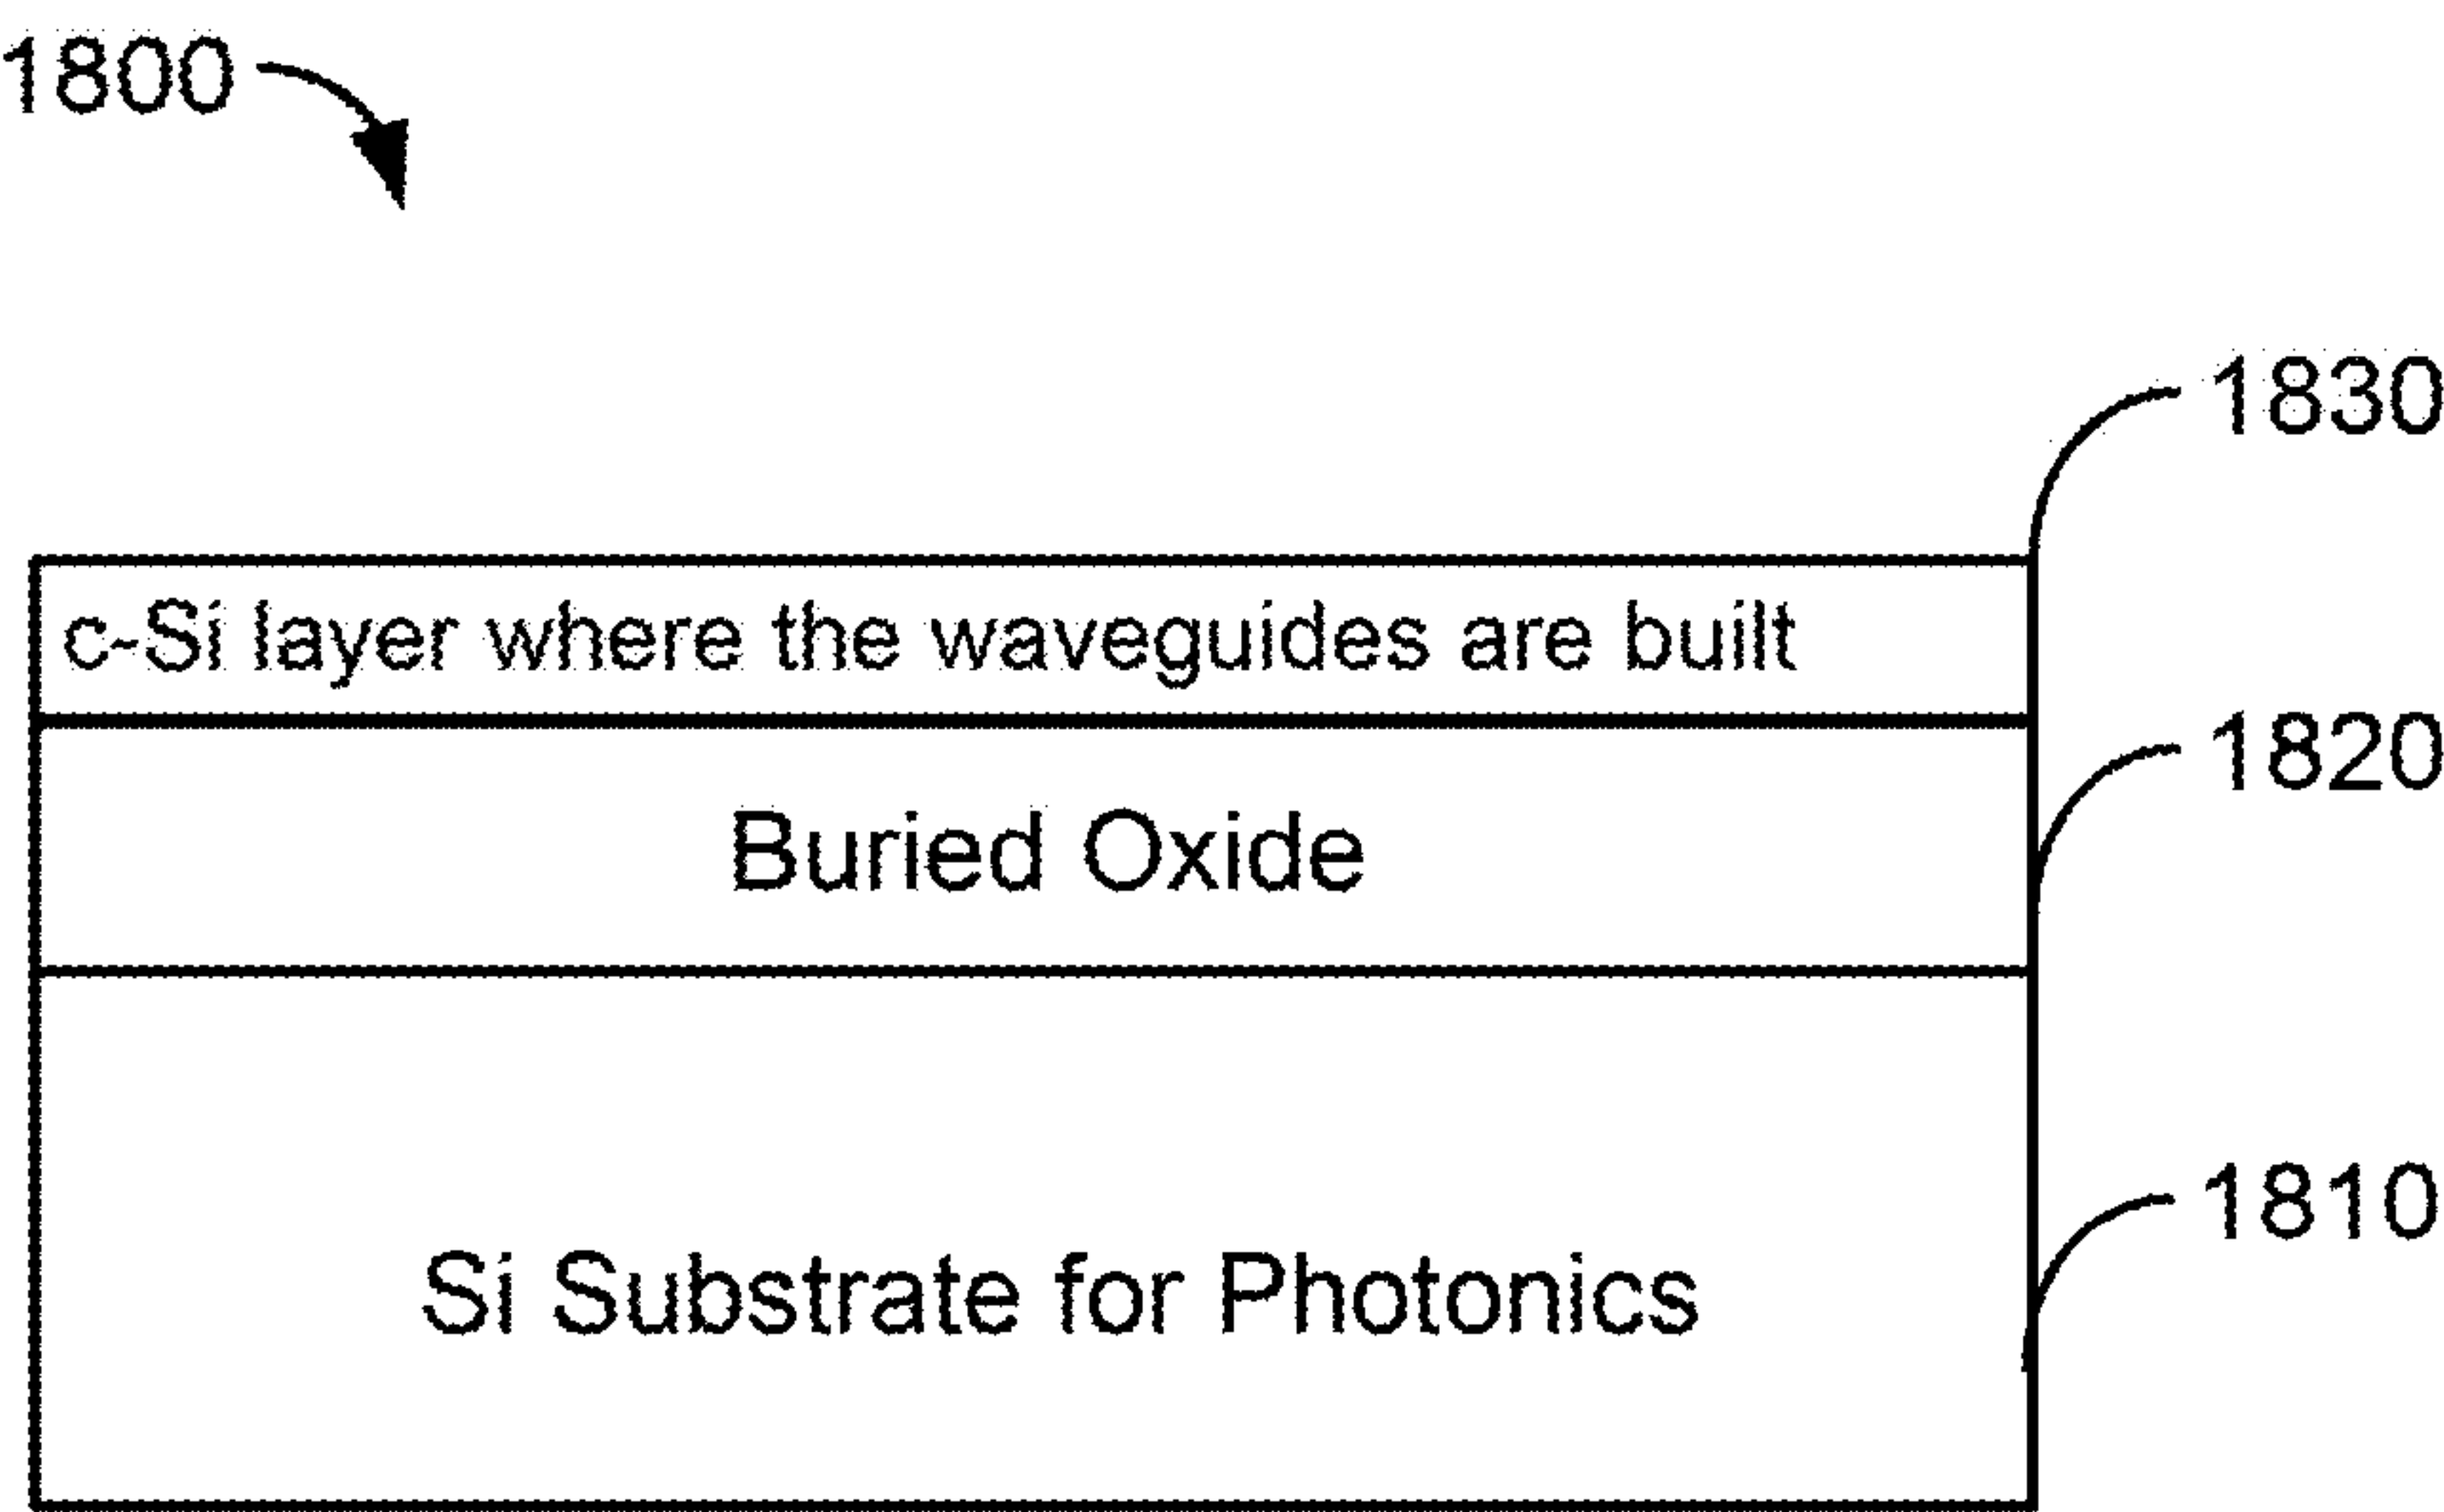 1800
1830
c-Si layer where the waveguides are built
1820
Buried Oxide
1810
Si Substrate for Photonics